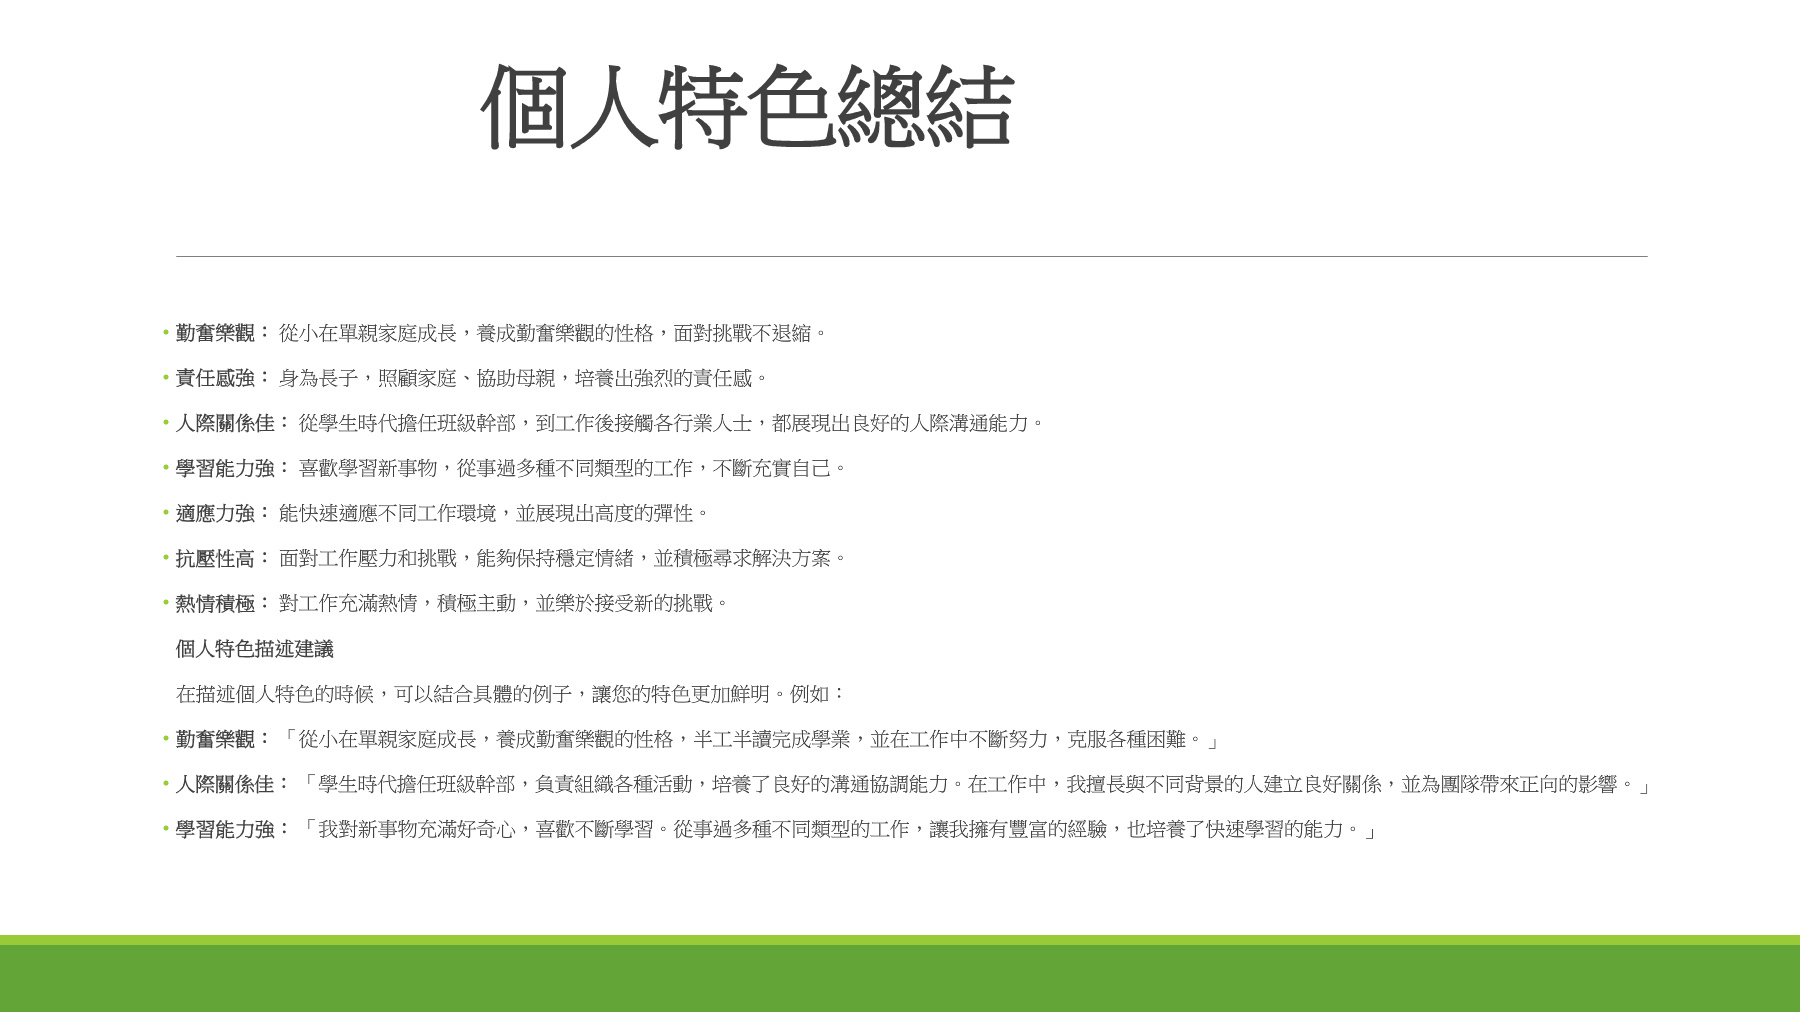 個人特色總結
• 勤奮樂觀： 從小在單親家庭成長，養成勤奮樂觀的性格，面對挑戰不退縮。
• 責任感強： 身為長子，照顧家庭、協助母親，培養出強烈的責任感。
• 人際關係佳： 從學生時代擔任班級幹部，到工作後接觸各行業人士，都展現出良好的人際溝通能力。
• 學習能力強： 喜歡學習新事物，從事過多種不同類型的工作，不斷充實自己。
• 適應力強： 能快速適應不同工作環境，並展現出高度的彈性。
• 抗壓性高： 面對工作壓力和挑戰，能夠保持穩定情緒，並積極尋求解決方案。
• 熱情積極： 對工作充滿熱情，積極主動，並樂於接受新的挑戰。
個人特色描述建議
在描述個人特色的時候，可以結合具體的例子，讓您的特色更加鮮明。例如：
• 勤奮樂觀： 「從小在單親家庭成長，養成勤奮樂觀的性格，半工半讀完成學業，並在工作中不斷努力，克服各種困難。」
• 人際關係佳： 「學生時代擔任班級幹部，負責組織各種活動，培養了良好的溝通協調能力。在工作中，我擅長與不同背景的人建立良好關係，並為團隊帶來正向的影響。」
• 學習能力強： 「我對新事物充滿好奇心，喜歡不斷學習。從事過多種不同類型的工作，讓我擁有豐富的經驗，也培養了快速學習的能力。」